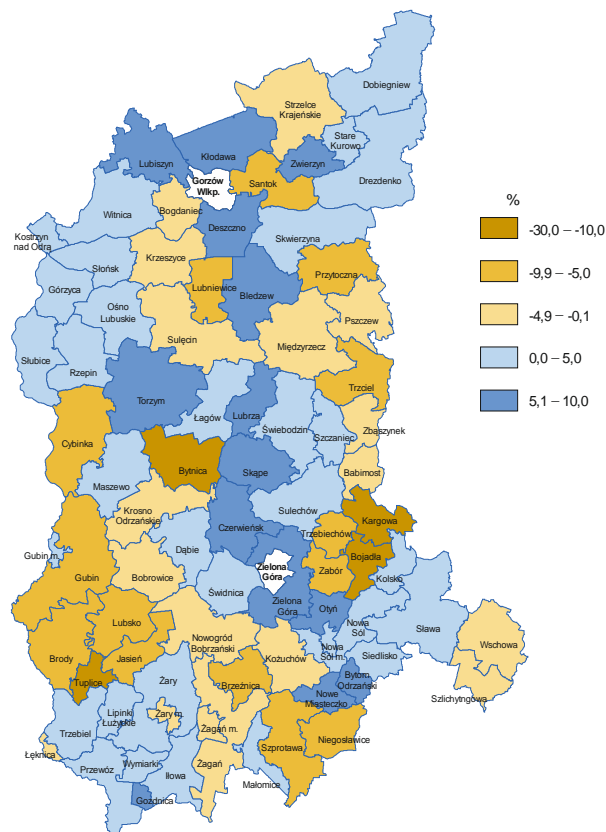 Dobiegniew
Strzelce
Krajeńskie
Stare
Kurowo
Kłodawa
Lubiszyn
Zwierzyn
Gorzów
Wlkp.
Santok
Drezdenko
Witnica
Bogdaniec
Deszczno
Kostrzyn
nad Odrą
Skwierzyna
Krzeszyce
Słońsk
Przytoczna
Górzyca
Lubniewice
Bledzew
Ośno
Lubuskie
Pszczew
Sulęcin
Międzyrzecz
Słubice
Rzepin
Trzciel
Torzym
Łagów
Lubrza
Świebodzin
Zbąszynek
Szczaniec
Cybinka
Bytnica
Skąpe
Babimost
Maszewo
Krosno
Odrzańskie
Sulechów
Kargowa
Czerwieńsk
Trzebiechów
Gubin m.
Dąbie
Bojadła
Zielona
Góra
Zabór
Kolsko
Gubin
Bobrowice
Świdnica
Zielona
Góra
Otyń
Lubsko
Nowogród
Bobrzański
Nowa
Sól
Sława
Nowa
Sól m.
Wschowa
Brody
Jasień
Kożuchów
Siedlisko
Tuplice
Żary
Brzeźnica
Bytom
Odrzański
Nowe
Miasteczko
Szlichtyngowa
Lipinki
Łużyckie
Żary m.
Trzebiel
Żagań m.
Niegosławice
Szprotawa
Łęknica
Przewóz
Wymiarki
Iłowa
Żagań
Małomice
Gozdnica
%
-30,0 – -10,0
-9,9 – -5,0
-4,9 – -0,1
0,0 – 5,0
5,1 – 10,0